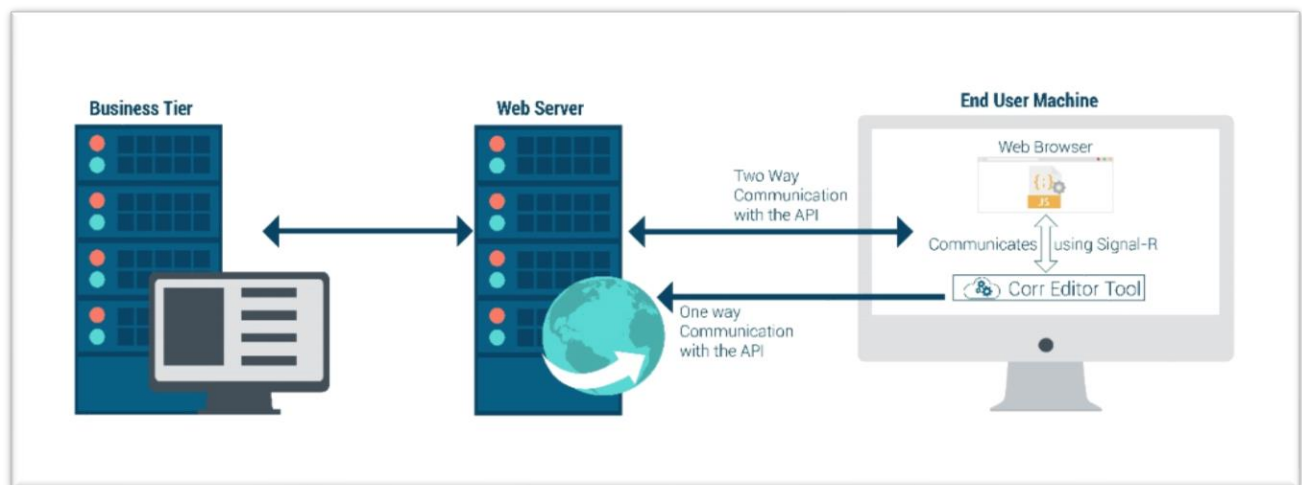 Business Tier
Web Server
End User Machine
Web Browser
{;}
JS
Two Way
Communication
with the API
Communicates using Signal-R
Corr Editor Tool
One way
Communication
with the API